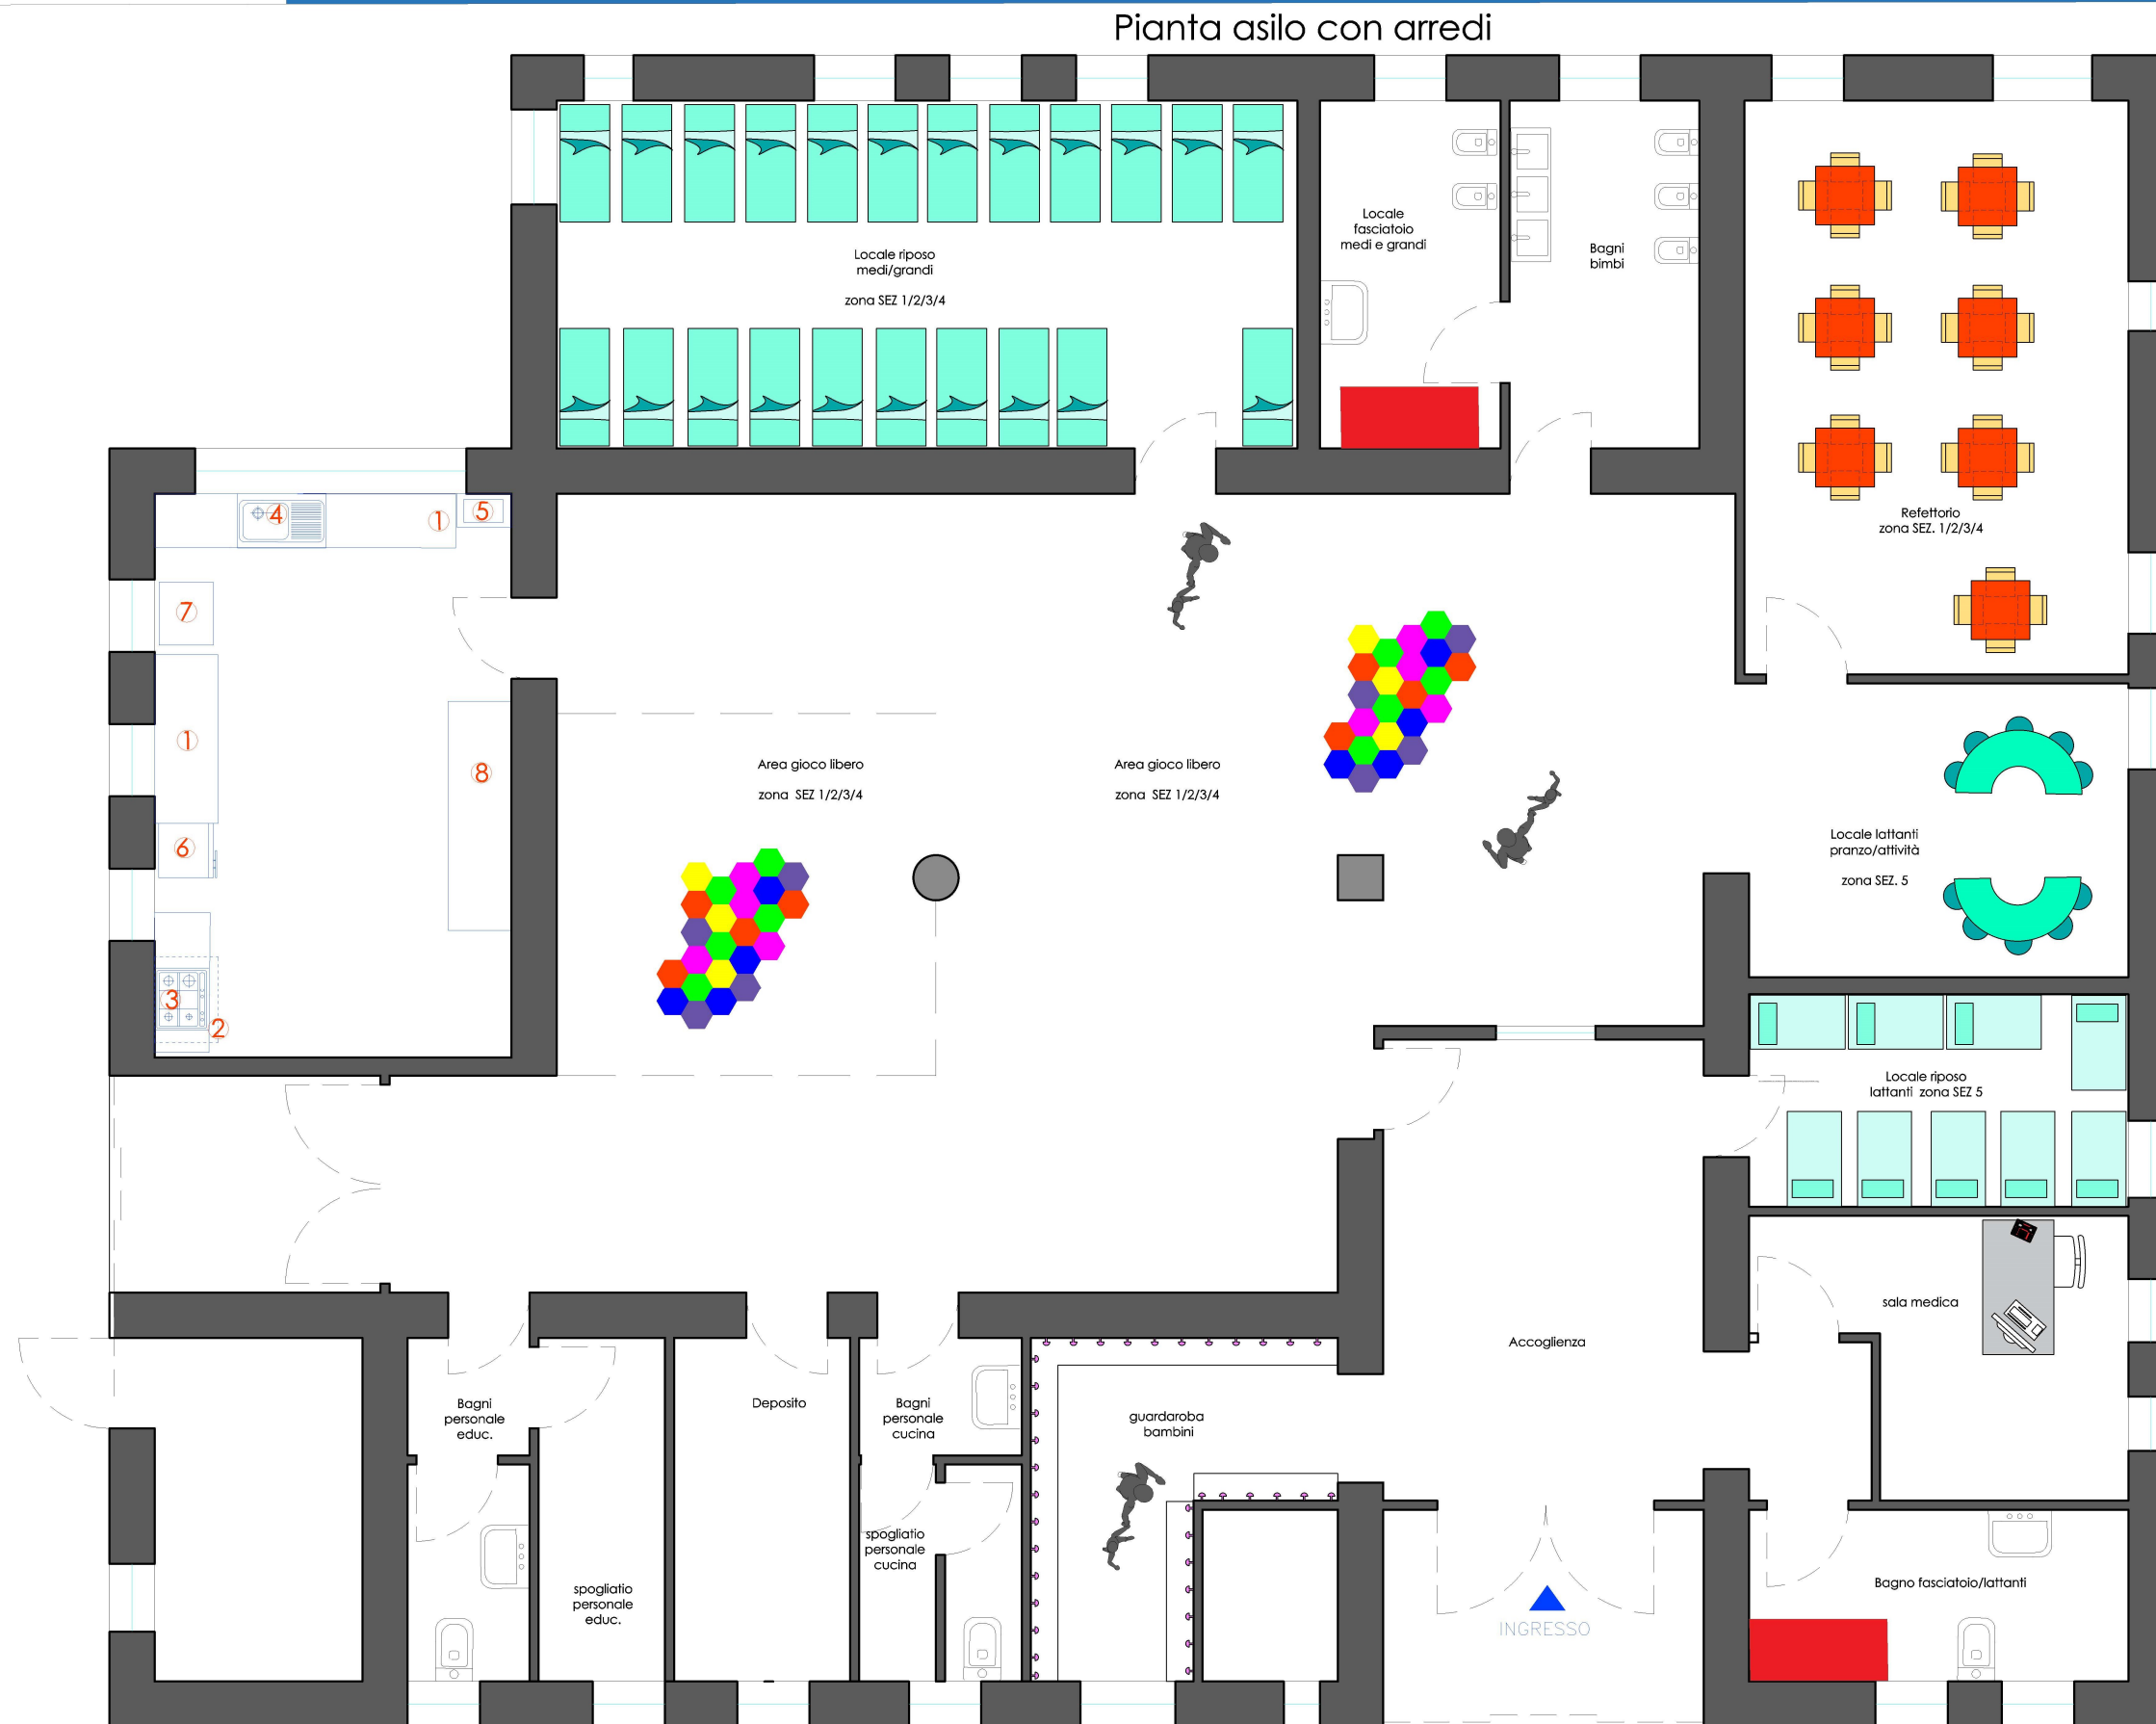 Pianta asilo con arredi
Locale riposo
medi/grandi
zona SEZ 1/2/3/4
Locale
fasciatoio
medi e grandi
Bagni
bimbi
Refettorio
zona SEZ. 1/2/3/4
4
1
5
7
1
8
6
3
2
Area gioco libero
zona SEZ 1/2/3/4
Area gioco libero
zona SEZ 1/2/3/4
Locale lattanti
pranzo/attività
zona SEZ. 5
Locale riposo
lattanti zona SEZ 5
sala medica
Accoglienza
Bagni
personale
educ.
Deposito
Bagni
personale
cucina
guardaroba
bambini
spogliatio
personale
cucina
spogliatio
personale
educ.
Bagno fasciatoio/lattanti
INGRESSO